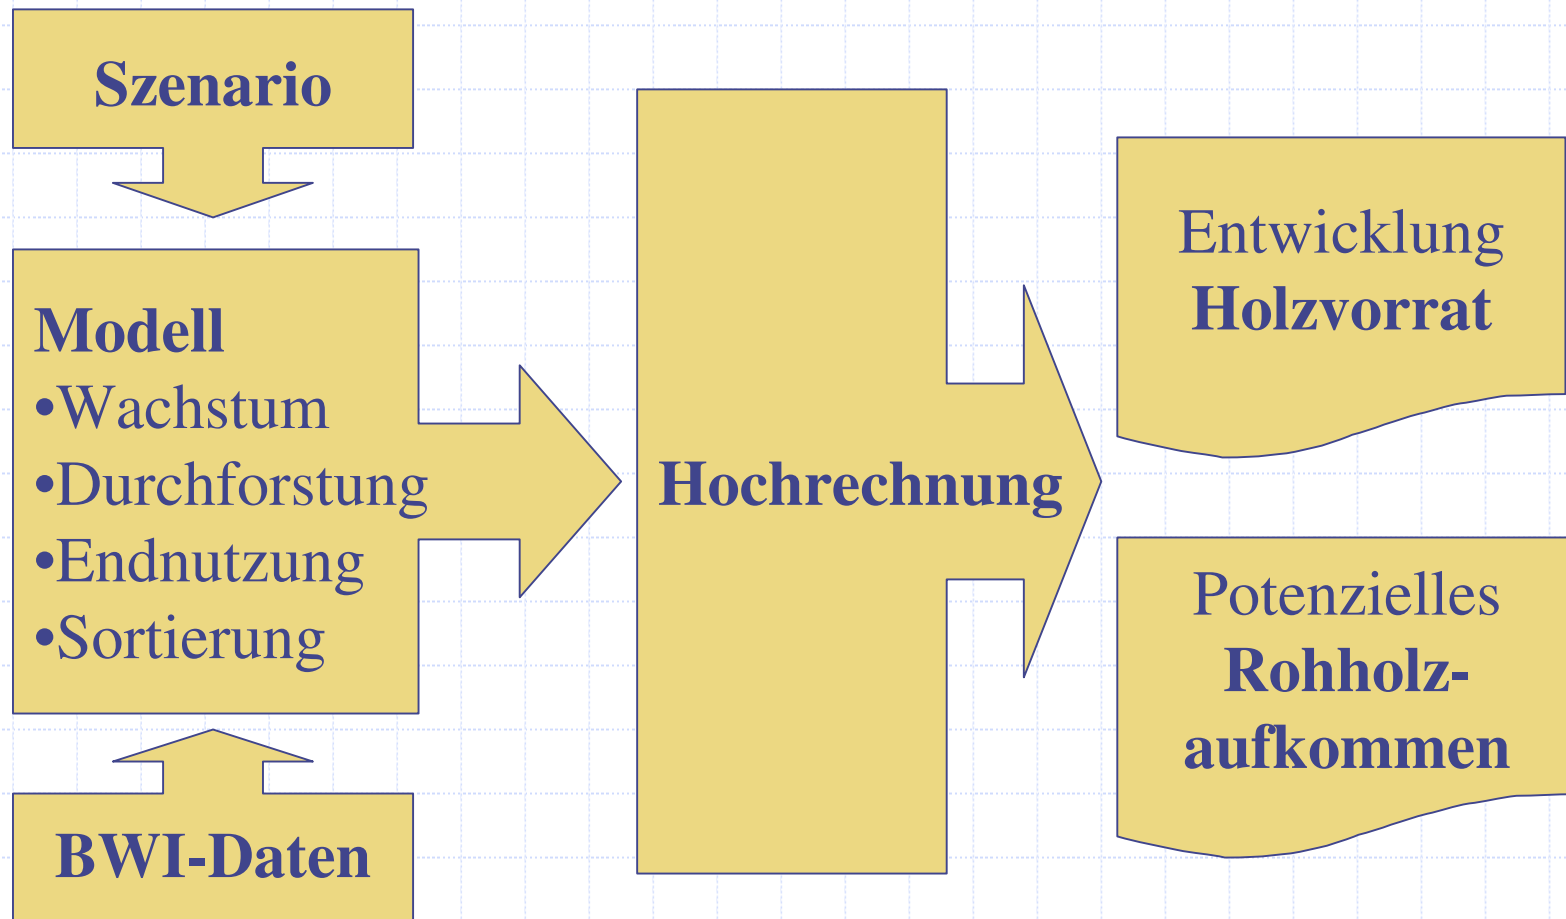 Szenario
Modell
•Wachstum
•Durchforstung
•Endnutzung
•Sortierung
BWI-Daten
Hochrechnung
Entwicklung
Holzvorrat
Potenzielles
Rohholz-
aufkommen